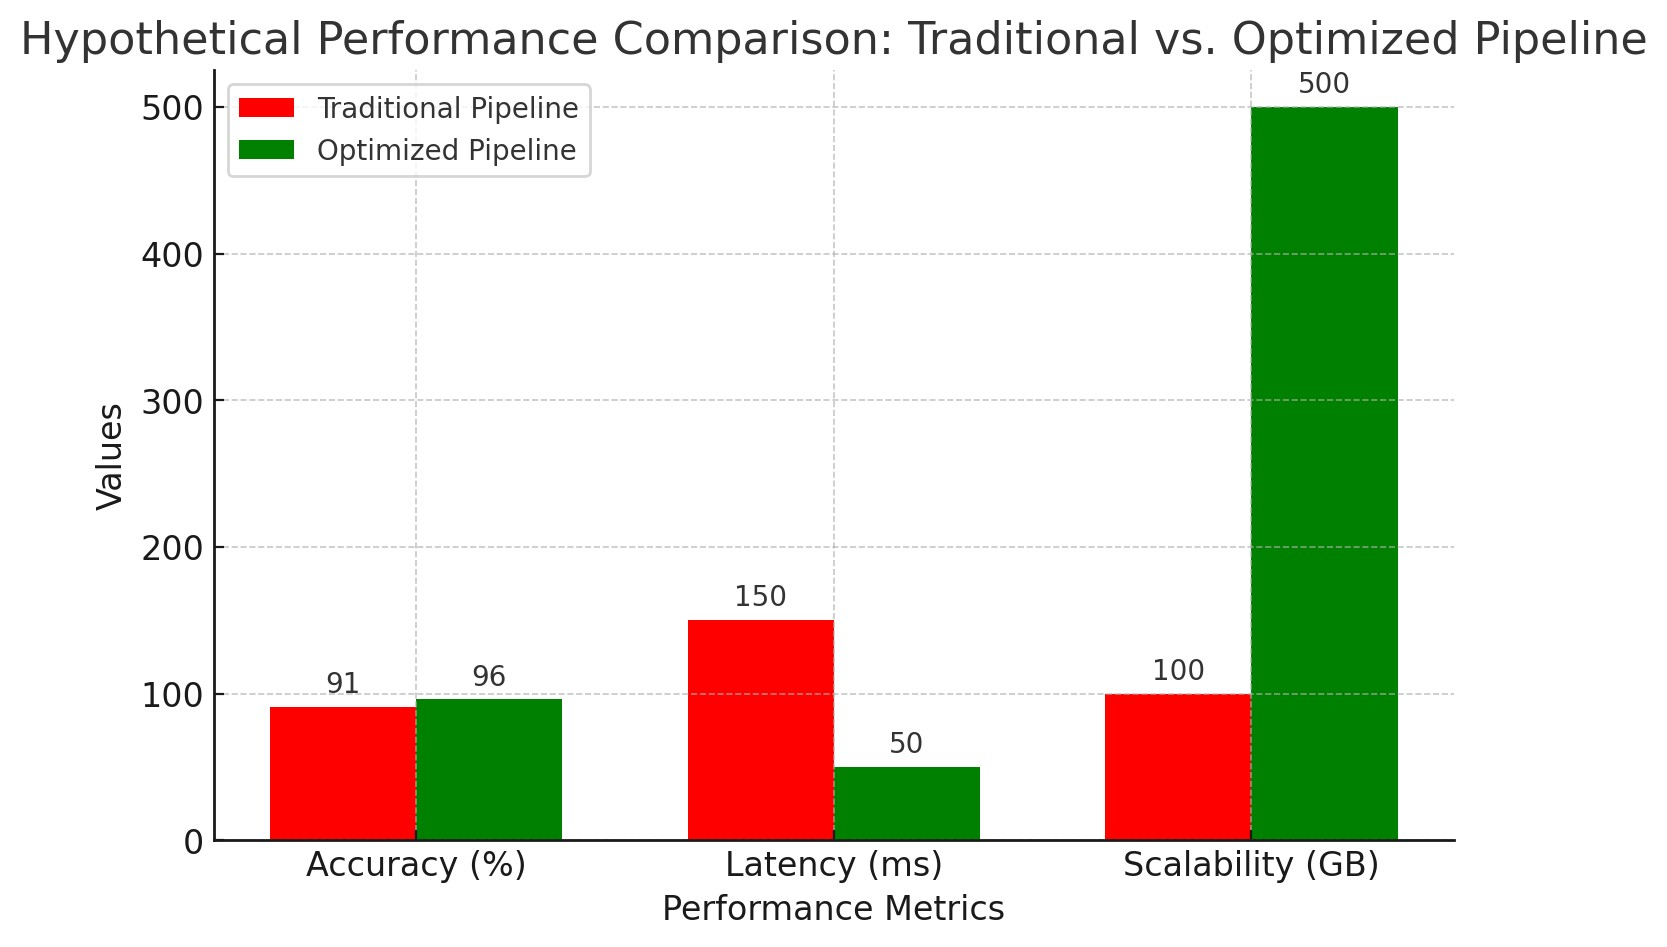 Hypothetical Performance Comparison: Traditional vs. Optimized Pipeline
Traditional Pipeline
Optimized Pipeline
Values
500
400
300
200
100
0
91
96
150
50
100
500
Accuracy (%)
Latency (ms)
Scalability (GB)
Performance Metrics